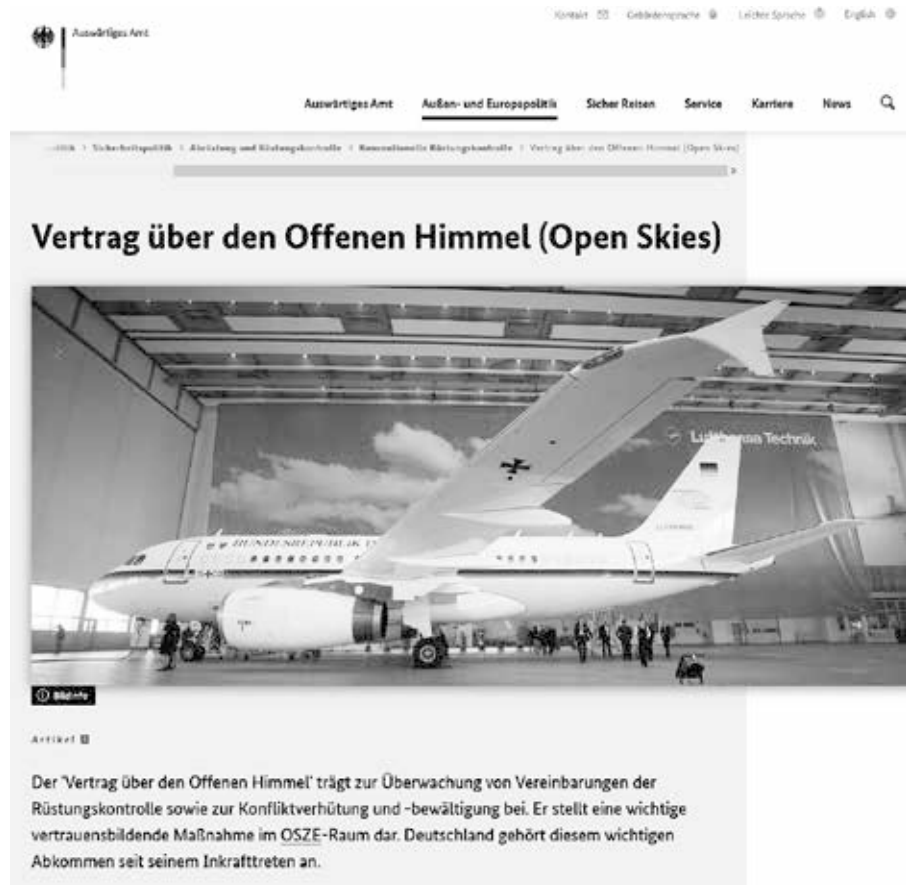 Kontakt Gebärdensprache Leichte Sprache English
Auswärtiges Amt
Auswärtiges Amt Außen- und Europapolitik Sicher Reisen Service Karriere News
Sicherheitspolitik Abrüstung und Rüstungskontrolle Konventionelle Rüstungskontrolle Vertrag über den Offenen Himmel (Open Skies)
Vertrag über den Offenen Himmel (Open Skies)
Lufthansa Technik
BUNDESREPUBLIK
Bildinfo
Artikel
Der 'Vertrag über den Offenen Himmel' trägt zur Überwachung von Vereinbarungen der
Rüstungskontrolle sowie zur Konfliktverhütung und -bewältigung bei. Er stellt eine wichtige
vertrauensbildende Maßnahme im OSZE-Raum dar. Deutschland gehört diesem wichtigen
Abkommen seit seinem Inkrafttreten an.